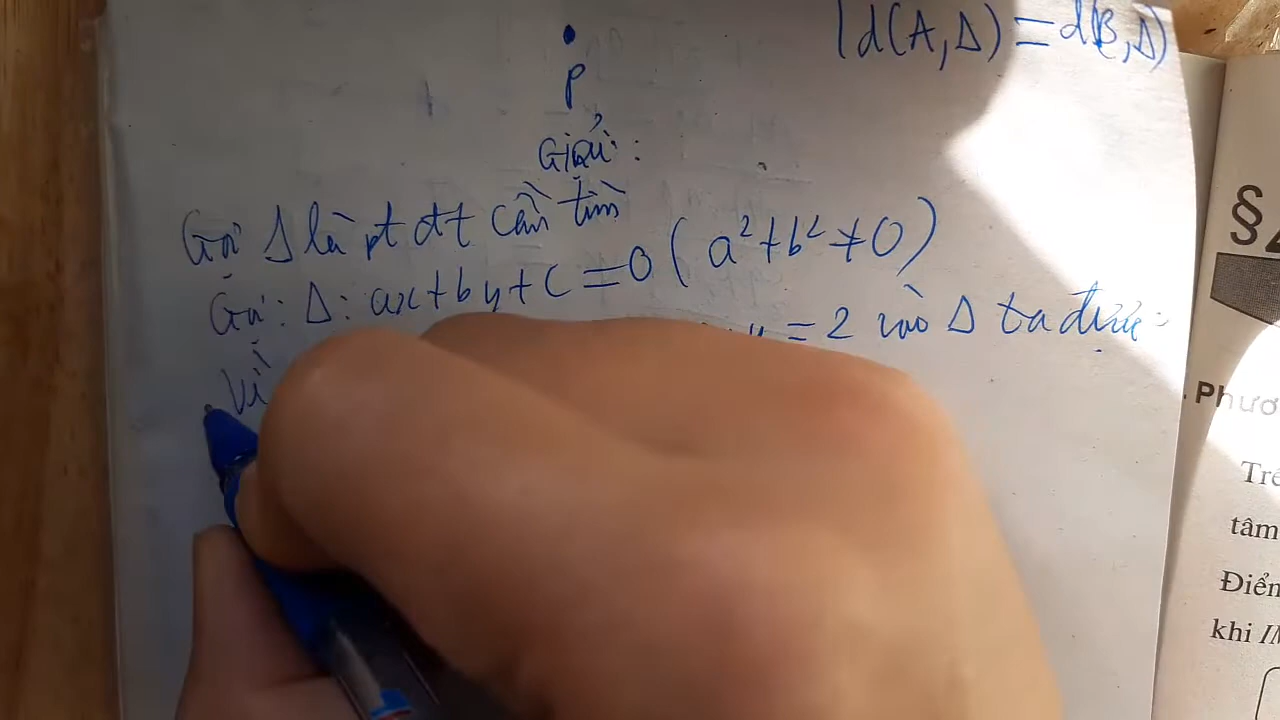 d(A,Δ) = d(B,Δ)
P
Giải:
Gọi Δ là pt đt cần tìm
Gọi: Δ: ax+by+c=0 (a²+b²≠0)
y = 2 vào Δ ta được:
Vì
§
Phươ
Trê
tâm
Điển
khi